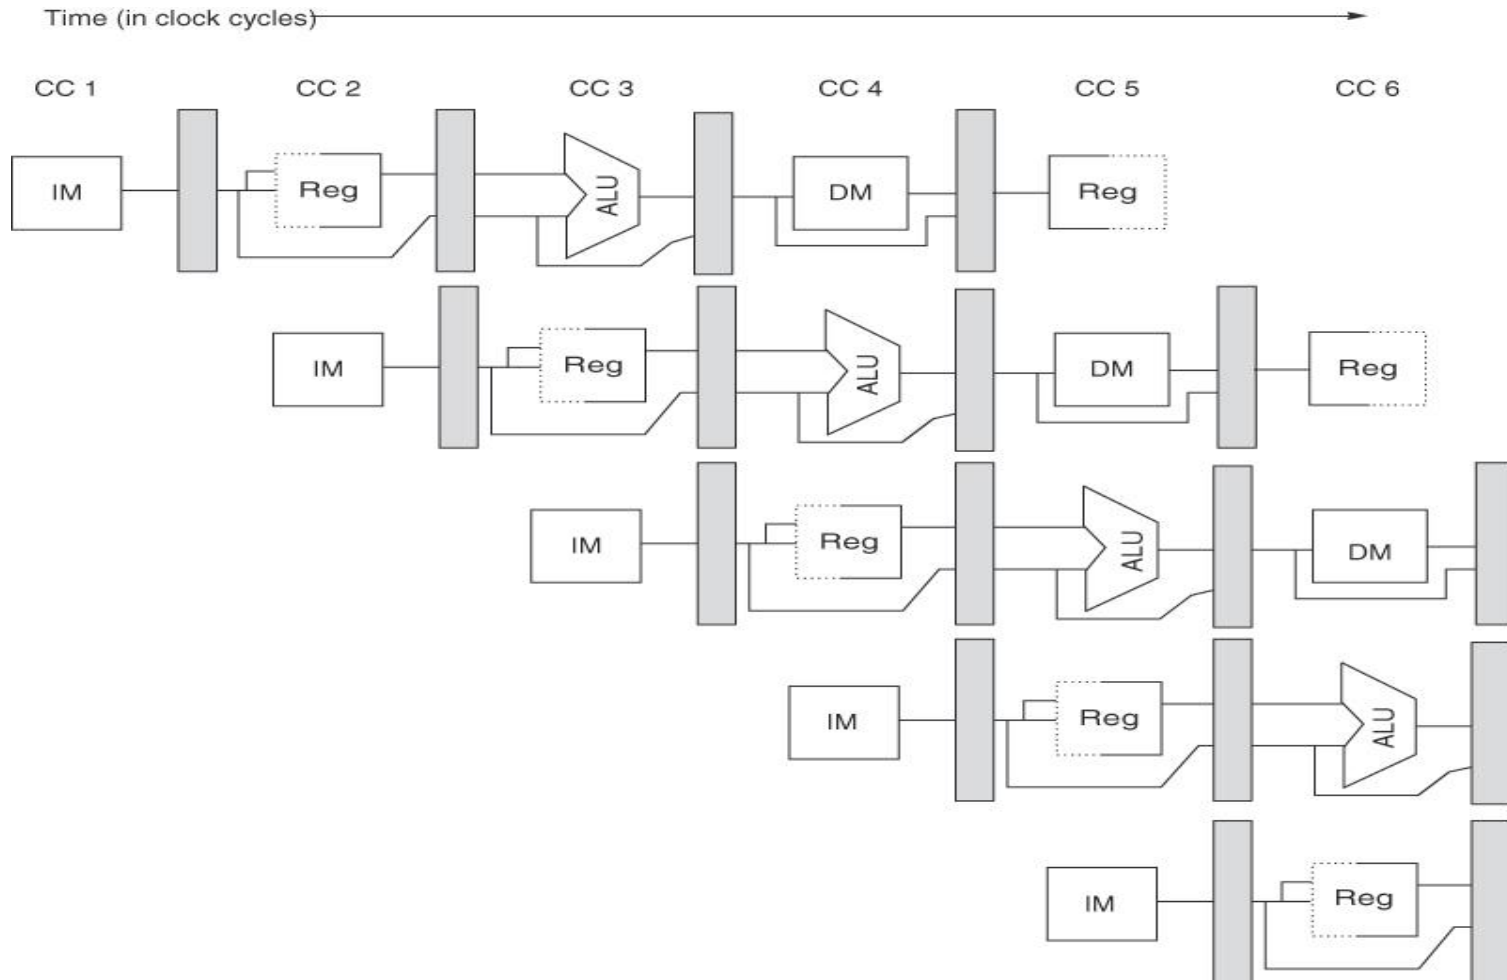 Time (in clock cycles)
CC 1 CC 2 CC 3 CC 4 CC 5 CC 6
IM Reg ALU DM Reg
IM Reg ALU DM Reg
IM Reg ALU DM
IM Reg ALU
IM Reg